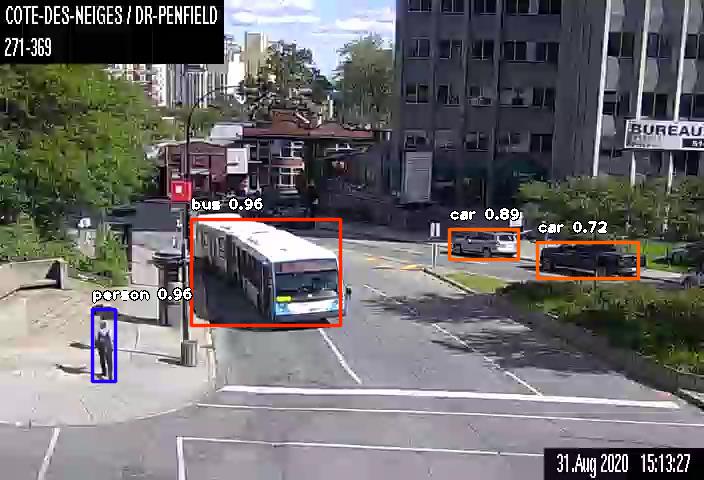 COTE-DES-NEIGES / DR-PENFIELD
271-369
bus 0.96
car 0.89
car 0.72
person 0.96
BUREAU
31.Aug 2020 15:13:27